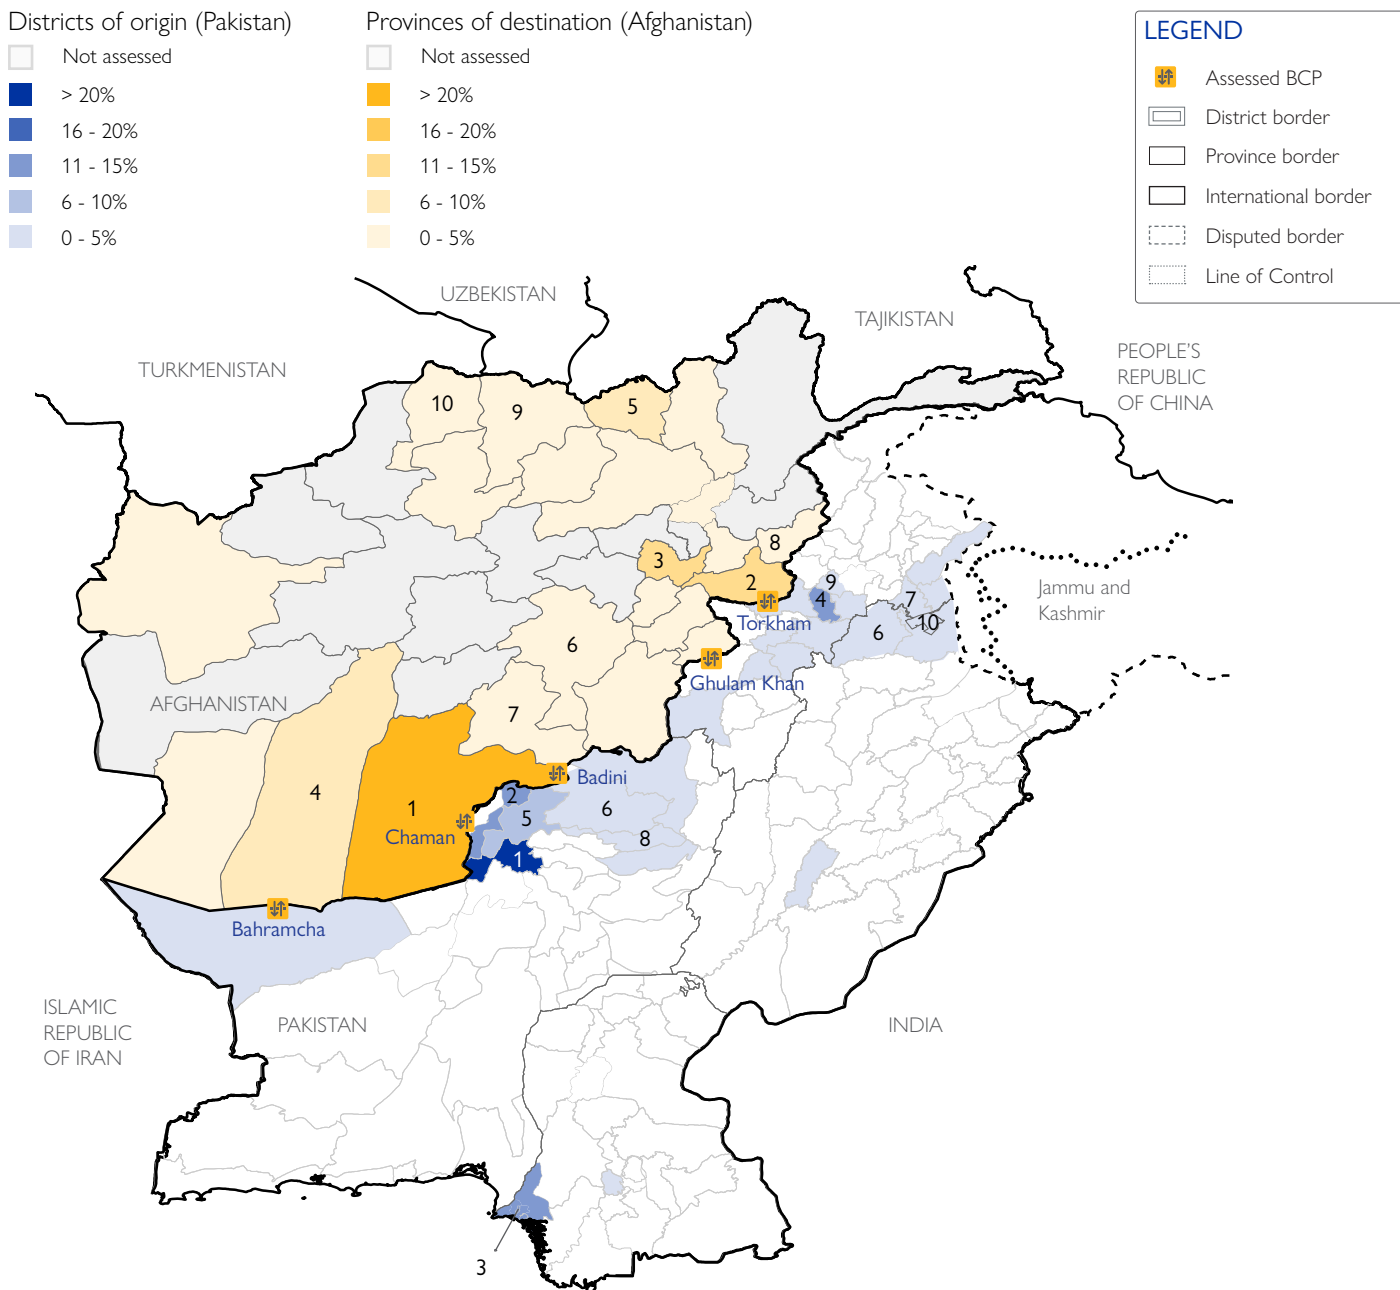 Districts of origin (Pakistan)
Not assessed
> 20%
16 - 20%
11 - 15%
6 - 10%
0 - 5%
Provinces of destination (Afghanistan)
Not assessed
> 20%
16 - 20%
11 - 15%
6 - 10%
0 - 5%
LEGEND
Assessed BCP
District border
Province border
International border
Disputed border
Line of Control
UZBEKISTAN
TAJIKISTAN
TURKMENISTAN
PEOPLE'S
REPUBLIC
OF CHINA
10
9
5
8
3
2
9
4
7
10
6
Jammu and
Kashmir
Torkham
6
Ghulam Khan
AFGHANISTAN
7
Badini
4
1
2
5
6
8
Chaman
1
Bahramcha
ISLAMIC
REPUBLIC
OF IRAN
PAKISTAN
INDIA
3